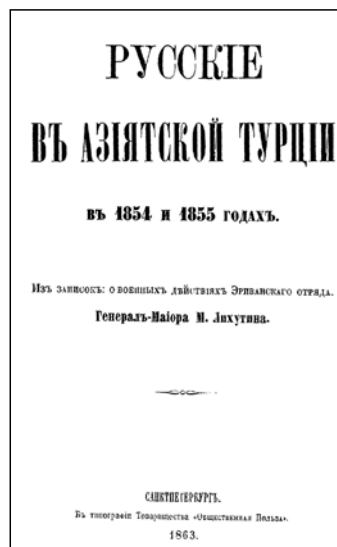 РУССКІЕ
ВЪ АЗІЯТСКОЙ ТУРЦІИ
въ 1854 и 1855 годахъ.
Изъ записокъ: о военныхъ дѣйствіяхъ Эриванскаго отряда.
Генералъ-Маіора М. Лихутина.
САНКТПЕТЕРБУРГЪ.
Въ типографіи Товарищества «Общественная Польза».
1863.